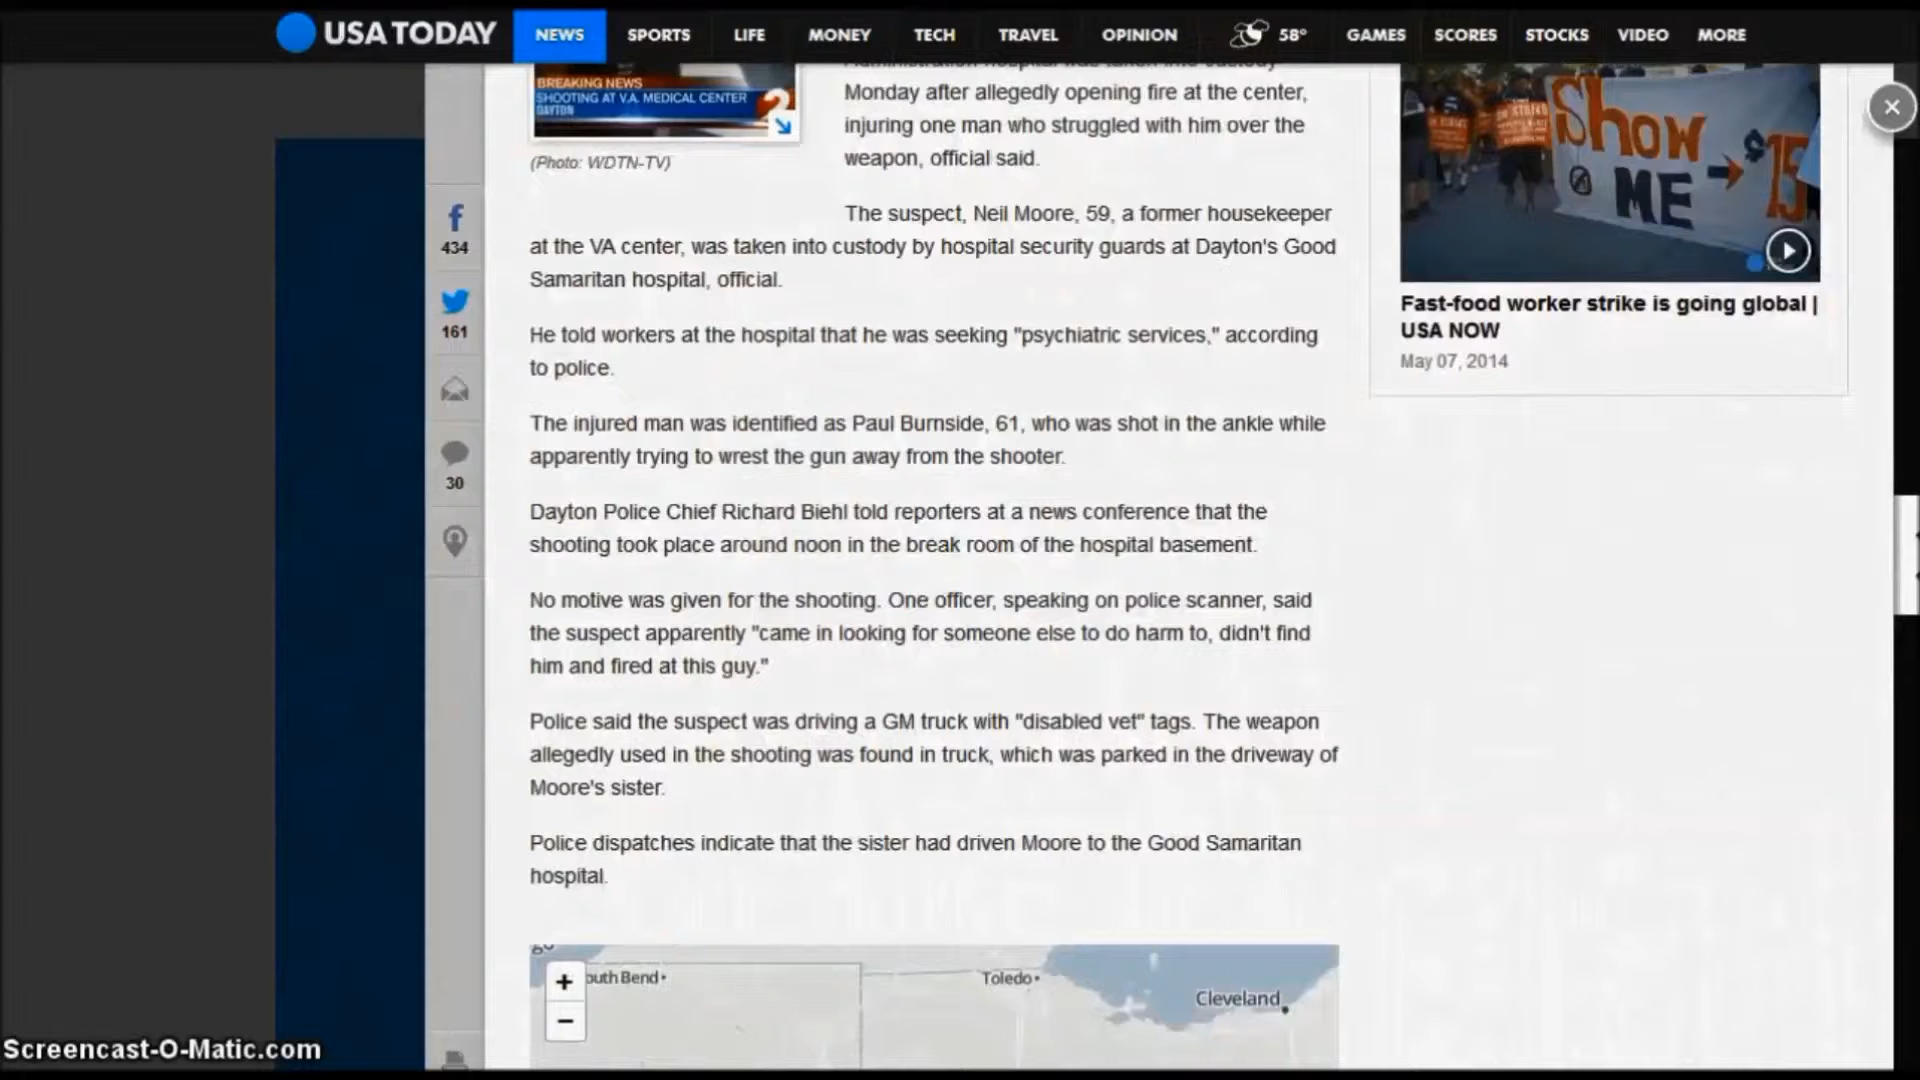 USA TODAY
NEWS
SPORTS
LIFE
MONEY
TECH
TRAVEL
OPINION
58°
GAMES
SCORES
STOCKS
VIDEO
MORE
BREAKING NEWS
SHOOTING AT V.A. MEDICAL CENTER
DAYTON
2
(Photo: WDTN-TV)
Administration hospital was taken into custody
Monday after allegedly opening fire at the center,
injuring one man who struggled with him over the
weapon, official said.
The suspect, Neil Moore, 59, a former housekeeper
at the VA center, was taken into custody by hospital security guards at Dayton's Good
Samaritan hospital, official.
He told workers at the hospital that he was seeking "psychiatric services," according
to police.
The injured man was identified as Paul Burnside, 61, who was shot in the ankle while
apparently trying to wrest the gun away from the shooter.
Dayton Police Chief Richard Biehl told reporters at a news conference that the
shooting took place around noon in the break room of the hospital basement.
No motive was given for the shooting. One officer, speaking on police scanner, said
the suspect apparently "came in looking for someone else to do harm to, didn't find
him and fired at this guy."
Police said the suspect was driving a GM truck with "disabled vet" tags. The weapon
allegedly used in the shooting was found in truck, which was parked in the driveway of
Moore's sister.
Police dispatches indicate that the sister had driven Moore to the Good Samaritan
hospital.
434
161
30
Show
ME
$15
Fast-food worker strike is going global |
USA NOW
May 07, 2014
go
outh Bend
Toledo
Cleveland
+
−
Screencast-O-Matic.com